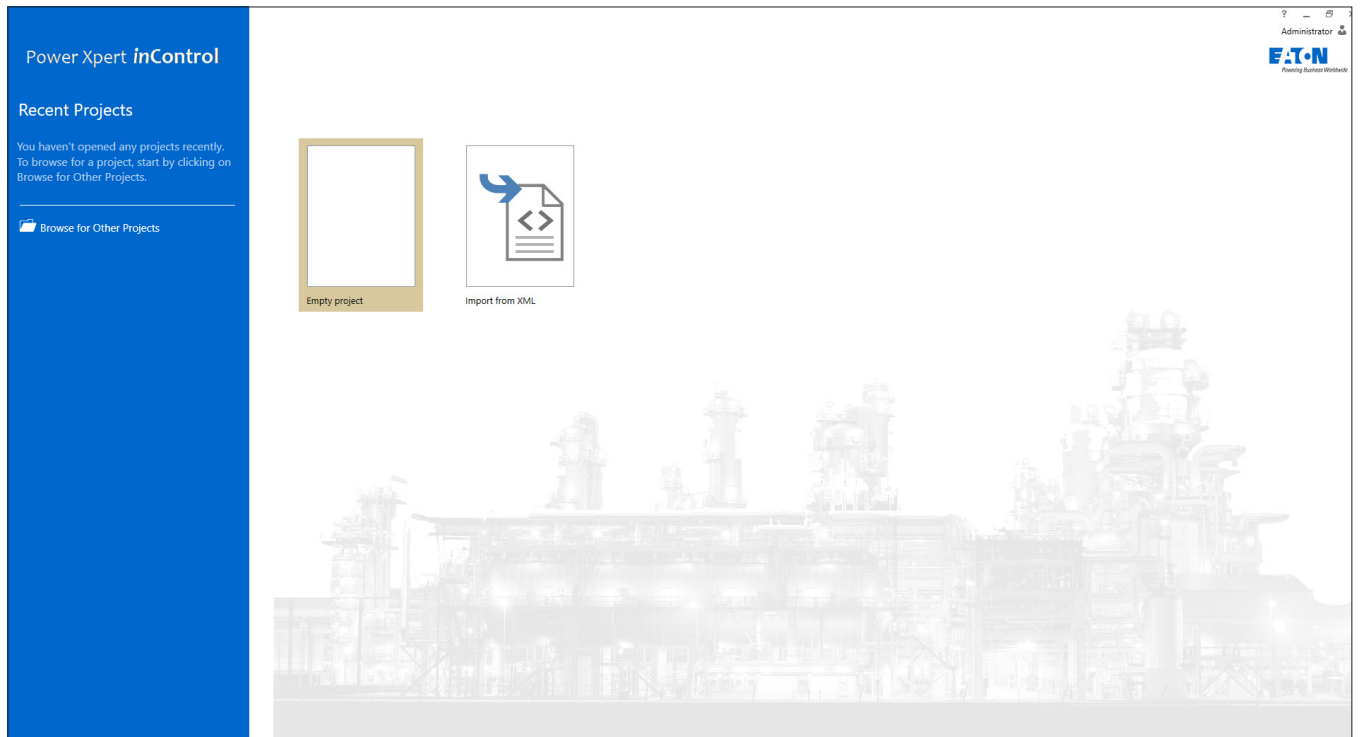 ?
Administrator
Power Xpert inControl
EATON
Powering Business Worldwide
Recent Projects
You haven't opened any projects recently.
To browse for a project, start by clicking on
Browse for Other Projects.
Browse for Other Projects
Empty project
Import from XML